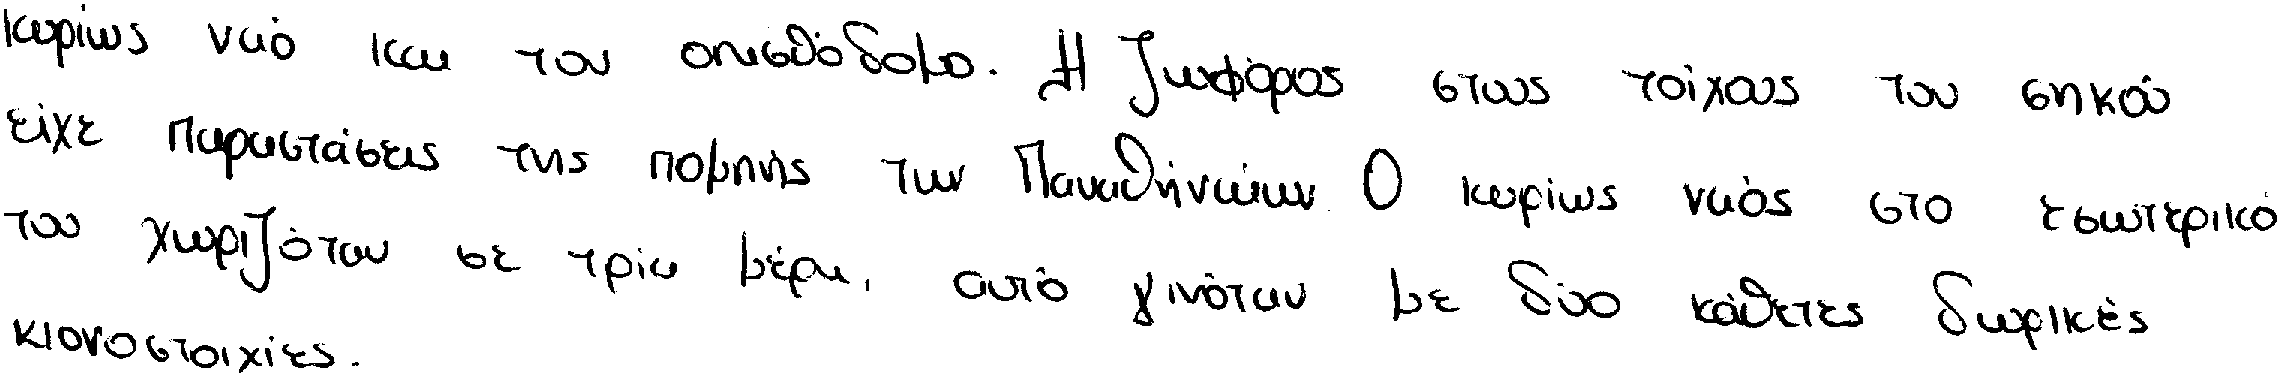 κυρίως ναό και τον οπισθόδομο. Η ζωφόρος στους τοίχους του σηκού
είχε παραστάσεις της πομπής των Παναθήναίων. Ο κυρίως ναός στο εσωτερικό
του χωριζόταν σε τρία μέρη, αυτό γινόταν με δύο κάθετες δωρικές
κιονοστοιχίες.